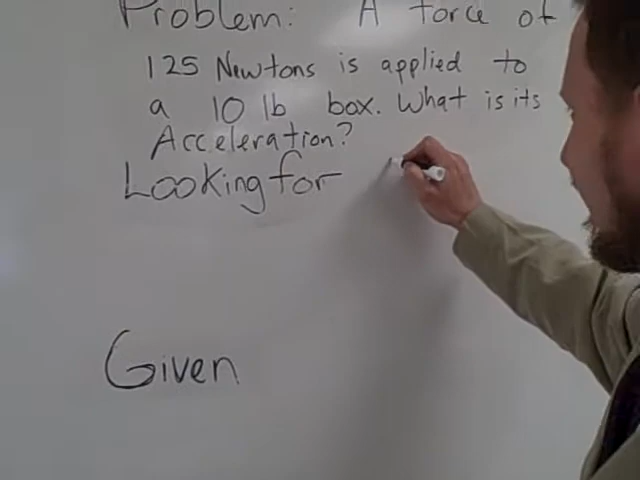 Problem: A force of
125 Newtons is applied to
a 10 lb box. What is its
Acceleration?
Looking for
Given